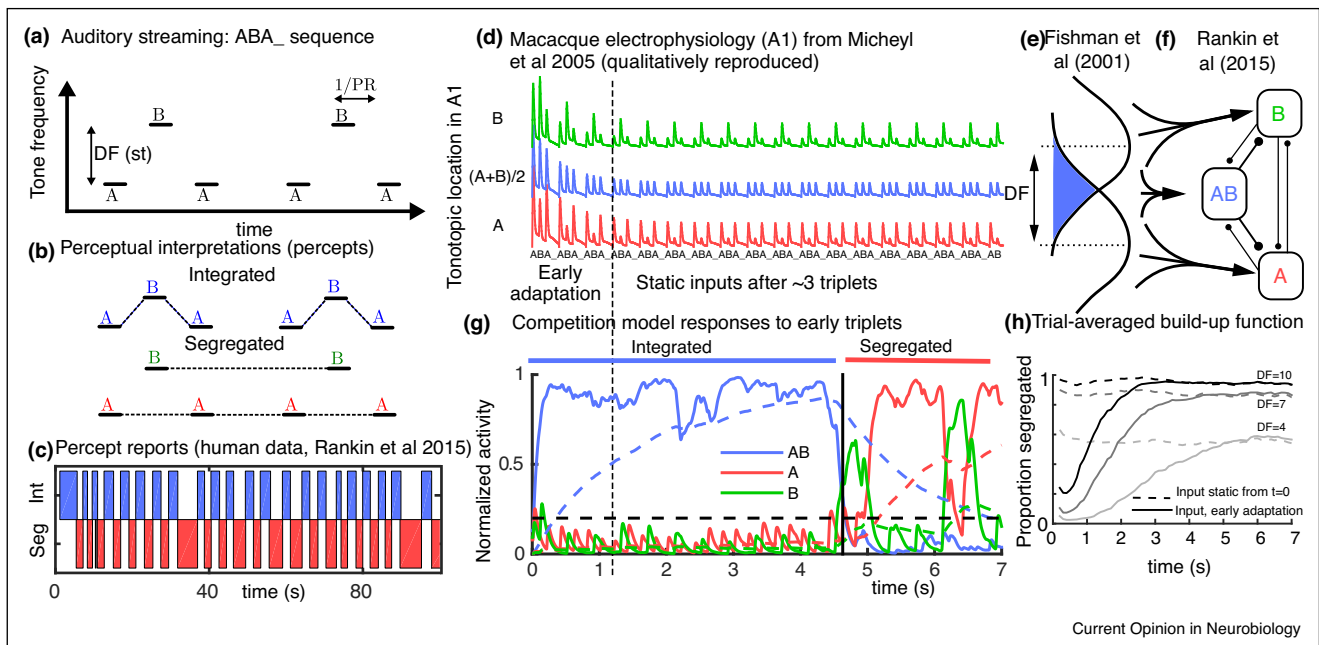 (a) Auditory streaming: ABA_ sequence
Tone frequency
DF (st)
1/PR
B
B
A
A
A
A
time
(b) Perceptual interpretations (percepts)
Integrated
B
B
A
A
A
A
Segregated
B
B
A
A
A
A
(c) Percept reports (human data, Rankin et al 2015)
Int
Seg
0
40
80
time (s)
(d) Macacque electrophysiology (A1) from Micheyl
et al 2005 (qualitatively reproduced)
Tonotopic location in A1
B
(A+B)/2
A
ABA_ABA_ABA_ABA_ABA_ABA_ABA_ABA_ABA_ABA_ABA_ABA_ABA_ABA_ABA_ABA_ABA_AB
Early
adaptation
Static inputs after ~3 triplets
(e) Fishman et
al (2001)
DF
(f) Rankin
et al (2015)
B
AB
A
(g) Competition model responses to early triplets
Integrated
Segregated
Normalized activity
1
0.5
0
AB
A
B
0
1
2
3
4
5
6
7
time (s)
(h) Trial-averaged build-up function
Proportion segregated
1
0.5
0
DF=10
DF=7
DF=4
Input static from t=0
Input, early adaptation
0
1
2
3
4
5
6
7
time (s)
Current Opinion in Neurobiology